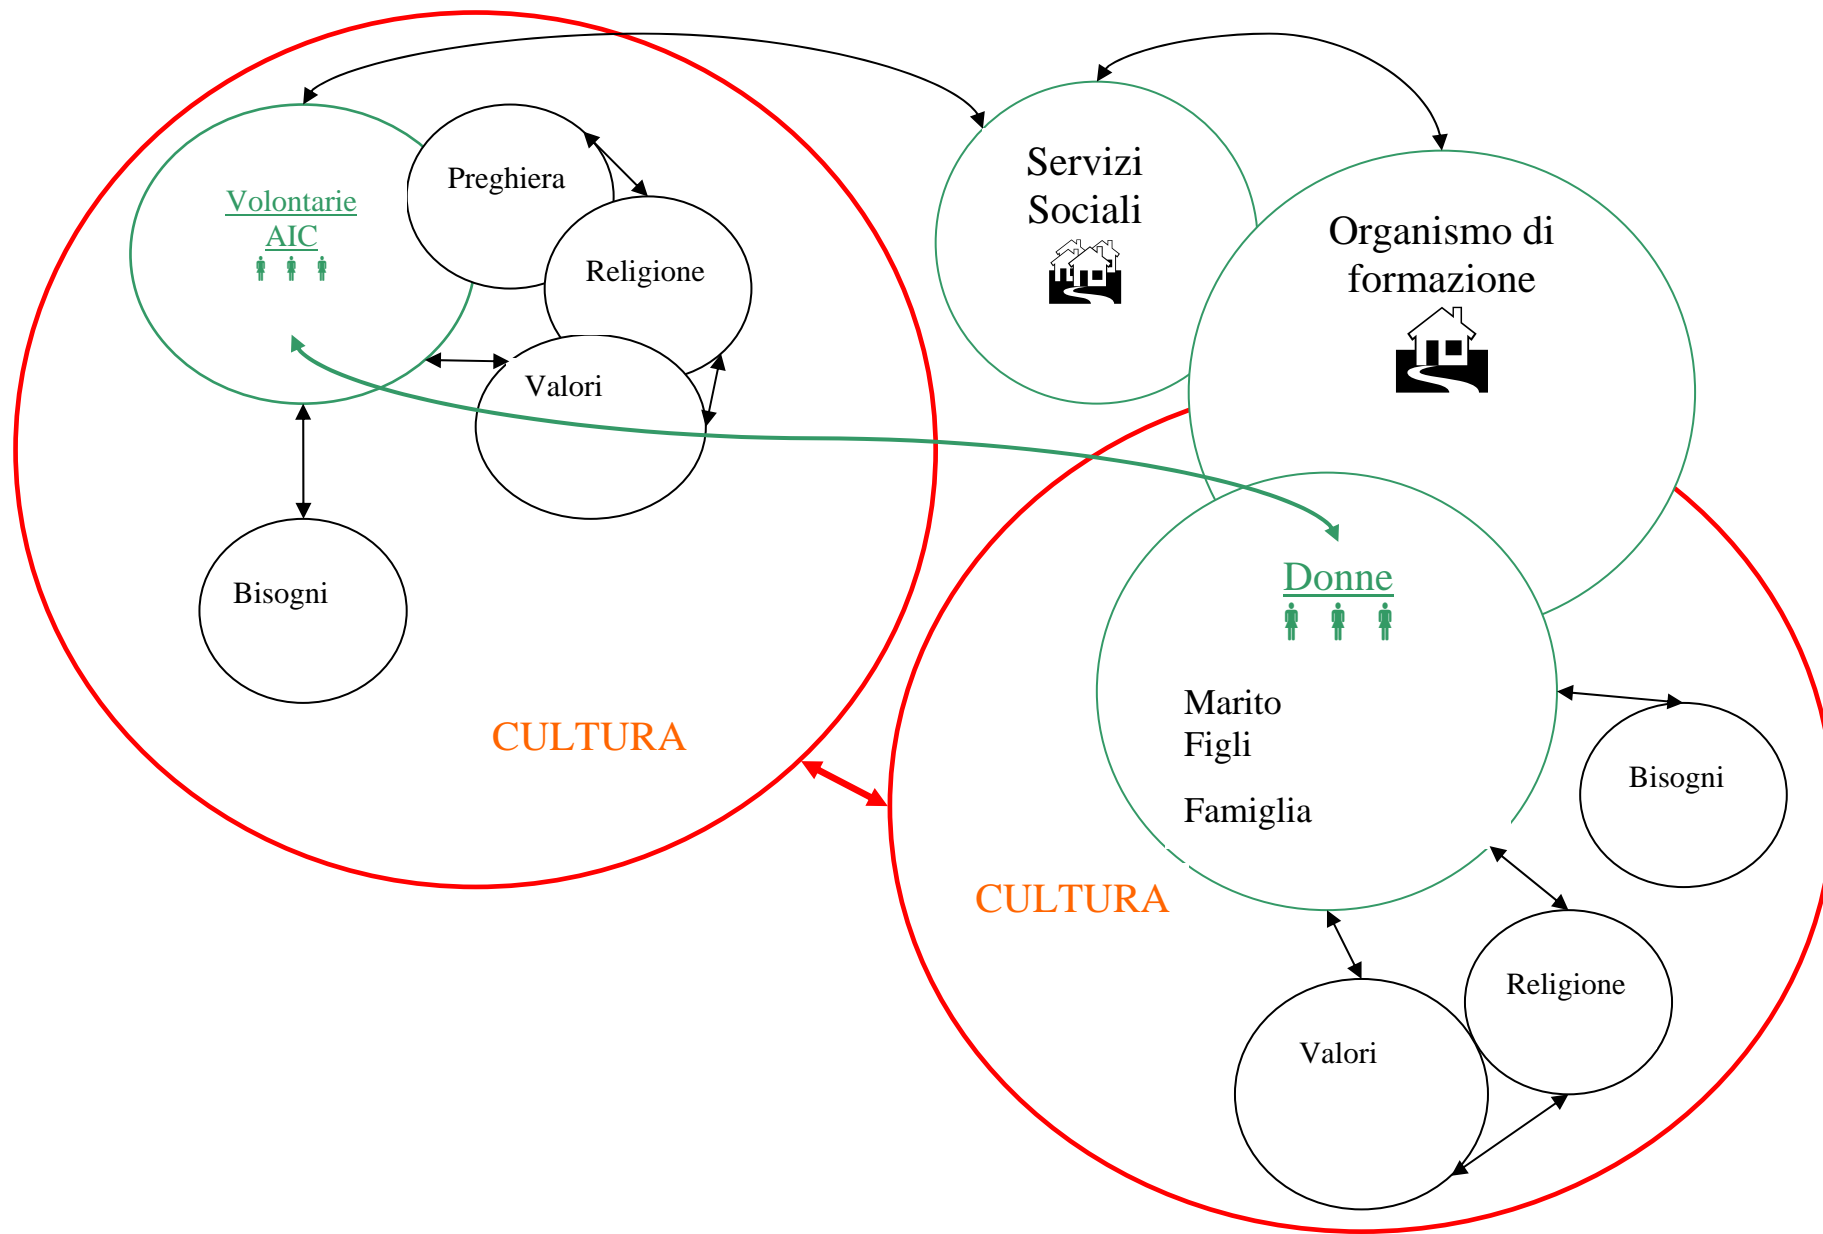 Volontarie
AIC
Preghiera
Religione
Valori
Bisogni
CULTURA
Servizi
Sociali
Organismo di
formazione
Donne
Marito
Figli
Famiglia
Bisogni
CULTURA
Religione
Valori